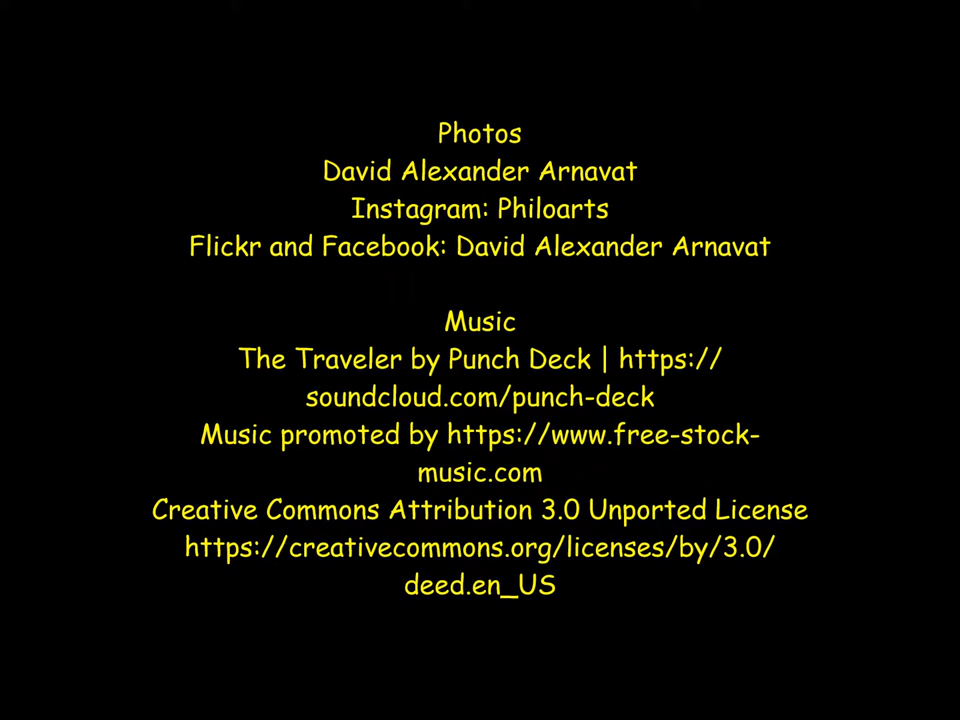 Photos
David Alexander Arnavat
Instagram: Philoarts
Flickr and Facebook: David Alexander Arnavat
Music
The Traveler by Punch Deck | https://
soundcloud.com/punch-deck
Music promoted by https://www.free-stock-
music.com
Creative Commons Attribution 3.0 Unported License
https://creativecommons.org/licenses/by/3.0/
deed.en_US